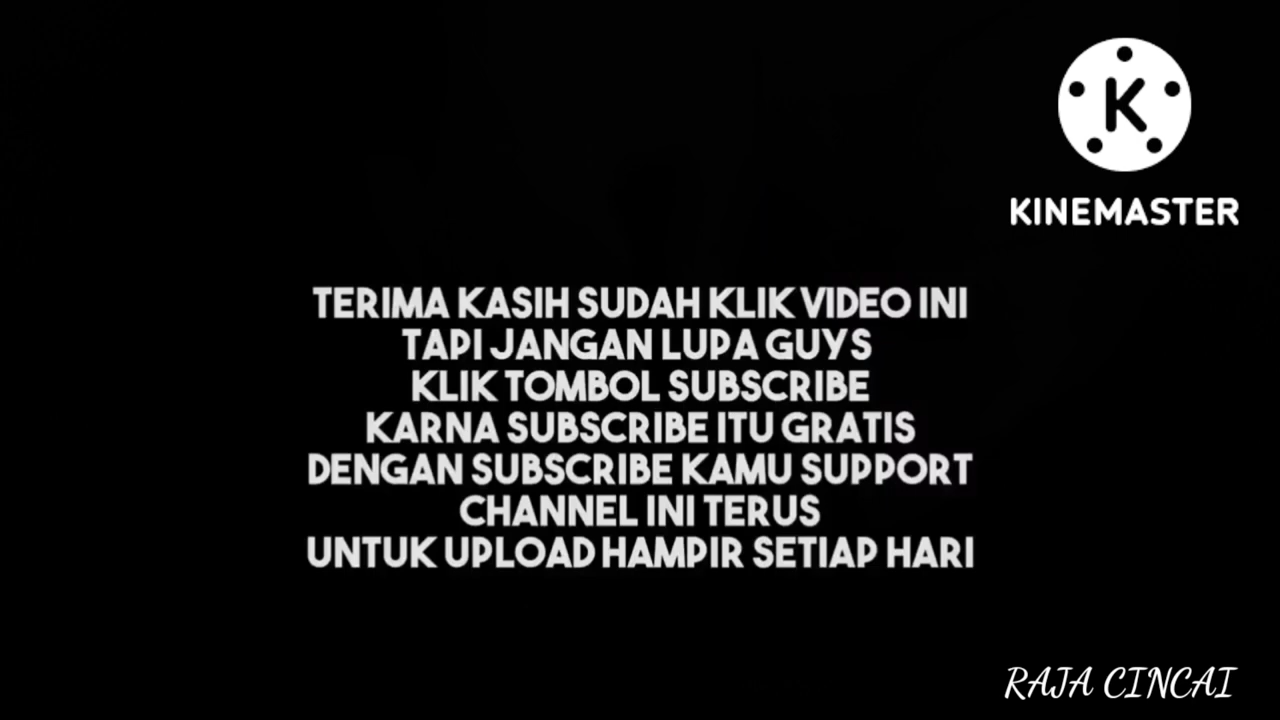 K
KINEMASTER
TERIMA KASIH SUDAH KLIK VIDEO INI
TAPI JANGAN LUPA GUYS
KLIK TOMBOL SUBSCRIBE
KARNA SUBSCRIBE ITU GRATIS
DENGAN SUBSCRIBE KAMU SUPPORT
CHANNEL INI TERUS
UNTUK UPLOAD HAMPIR SETIAP HARI
RAJA CINCAI